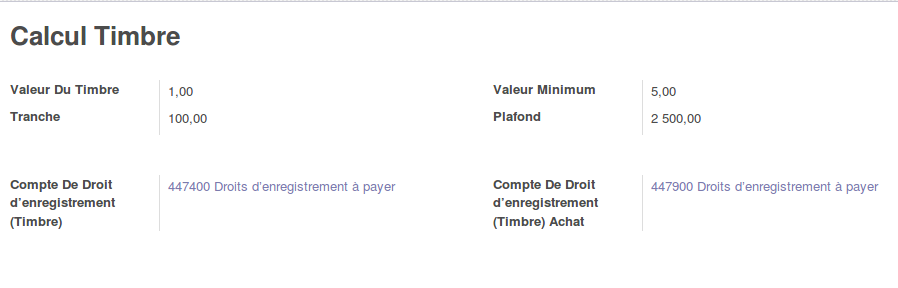 Calcul Timbre
Valeur Du Timbre 1,00 Valeur Minimum 5,00
Tranche 100,00 Plafond 2 500,00
Compte De Droit 447400 Droits d'enregistrement à payer Compte De Droit 447900 Droits d'enregistrement à payer
d'enregistrement d'enregistrement
(Timbre) (Timbre) Achat